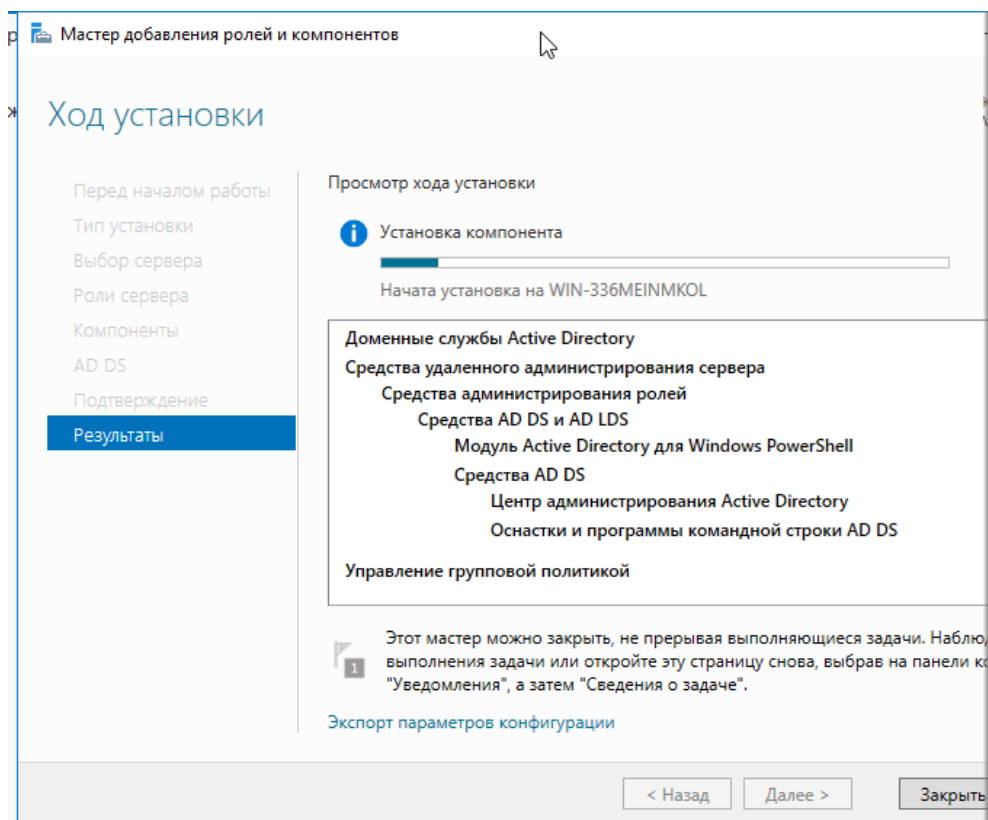 Мастер добавления ролей и компонентов
Ход установки
Перед началом работы
Тип установки
Выбор сервера
Роли сервера
Компоненты
AD DS
Подтверждение
Результаты
Просмотр хода установки
Установка компонента
Начата установка на WIN-336MEINMKOL
Доменные службы Active Directory
Средства удаленного администрирования сервера
Средства администрирования ролей
Средства AD DS и AD LDS
Модуль Active Directory для Windows PowerShell
Средства AD DS
Центр администрирования Active Directory
Оснастки и программы командной строки AD DS
Управление групповой политикой
1
Этот мастер можно закрыть, не прерывая выполняющиеся задачи. Наблю
выполнения задачи или откройте эту страницу снова, выбрав на панели
"Уведомления", а затем "Сведения о задаче".
Экспорт параметров конфигурации
< Назад
Далее >
Закрыть